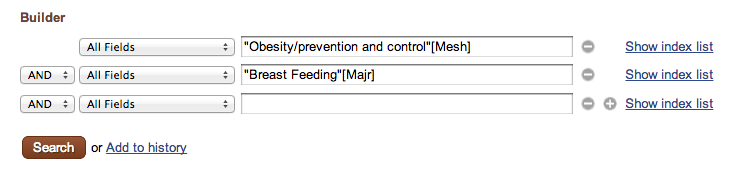 Builder
All Fields "Obesity/prevention and control"[Mesh] Show index list
AND All Fields "Breast Feeding"[Majr] Show index list
AND All Fields Show index list
Search or Add to history